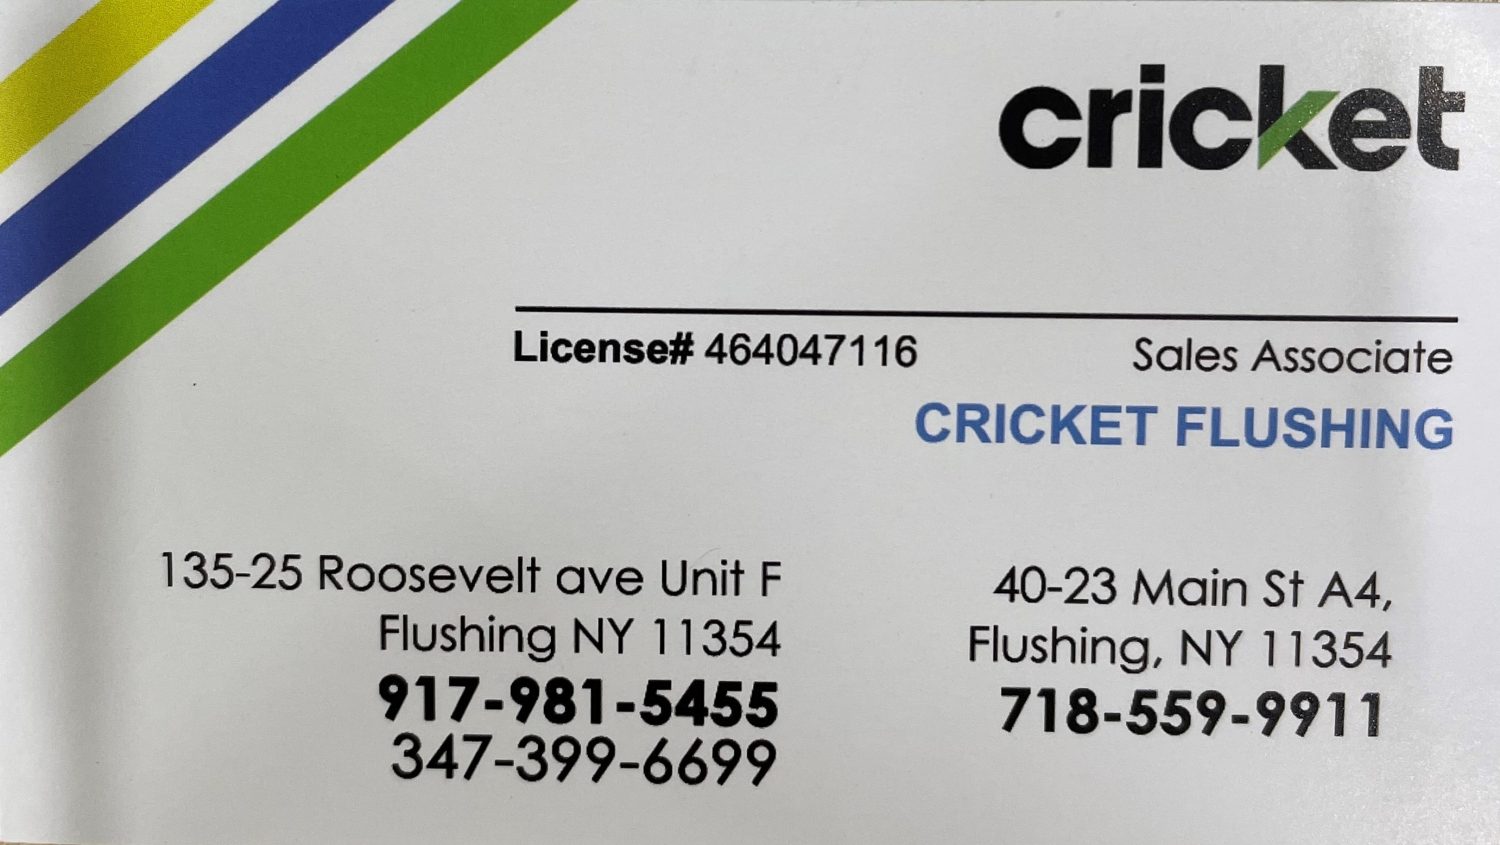 cricket
License# 464047116 Sales Associate
CRICKET FLUSHING
135-25 Roosevelt ave Unit F
Flushing NY 11354
917-981-5455
347-399-6699
40-23 Main St A4,
Flushing, NY 11354
718-559-9911